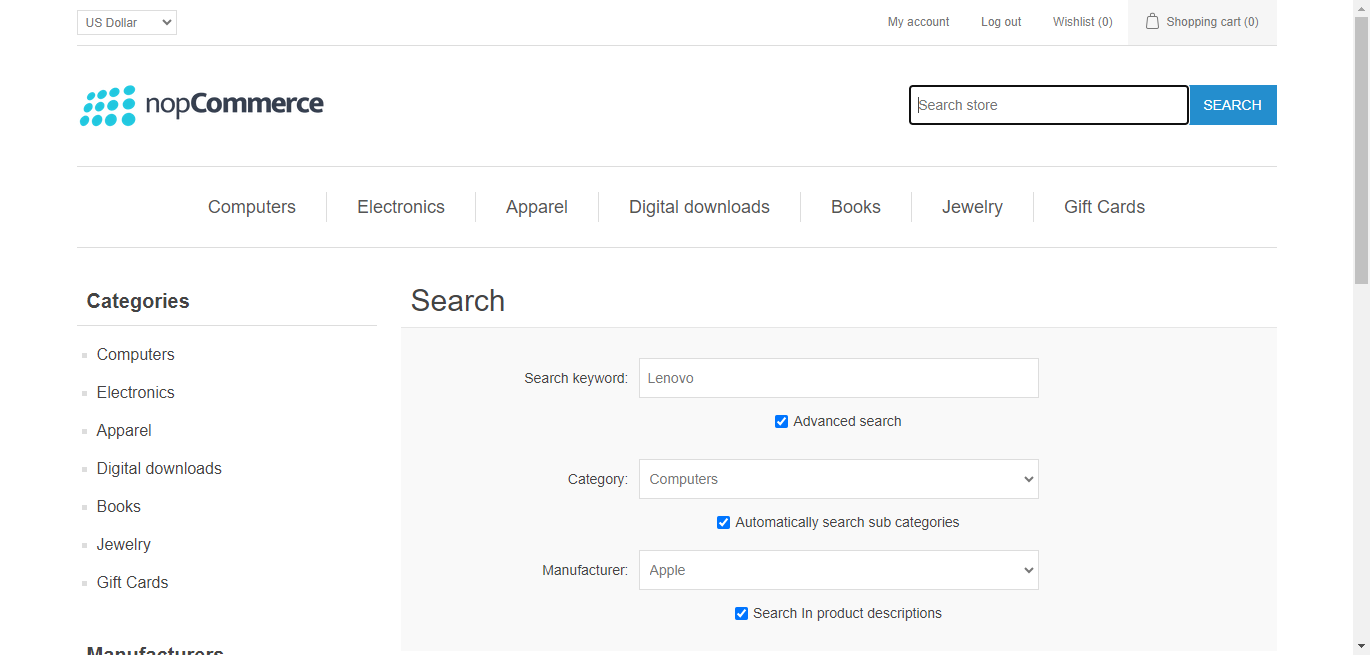 US Dollar
My account
Log out
Wishlist (0)
Shopping cart (0)
nopCommerce
Search store
SEARCH
Computers
Electronics
Apparel
Digital downloads
Books
Jewelry
Gift Cards
Categories
Computers
Electronics
Apparel
Digital downloads
Books
Jewelry
Gift Cards
Manufacturers
Search
Search keyword: Lenovo
Advanced search
Category: Computers
Automatically search sub categories
Manufacturer: Apple
Search In product descriptions